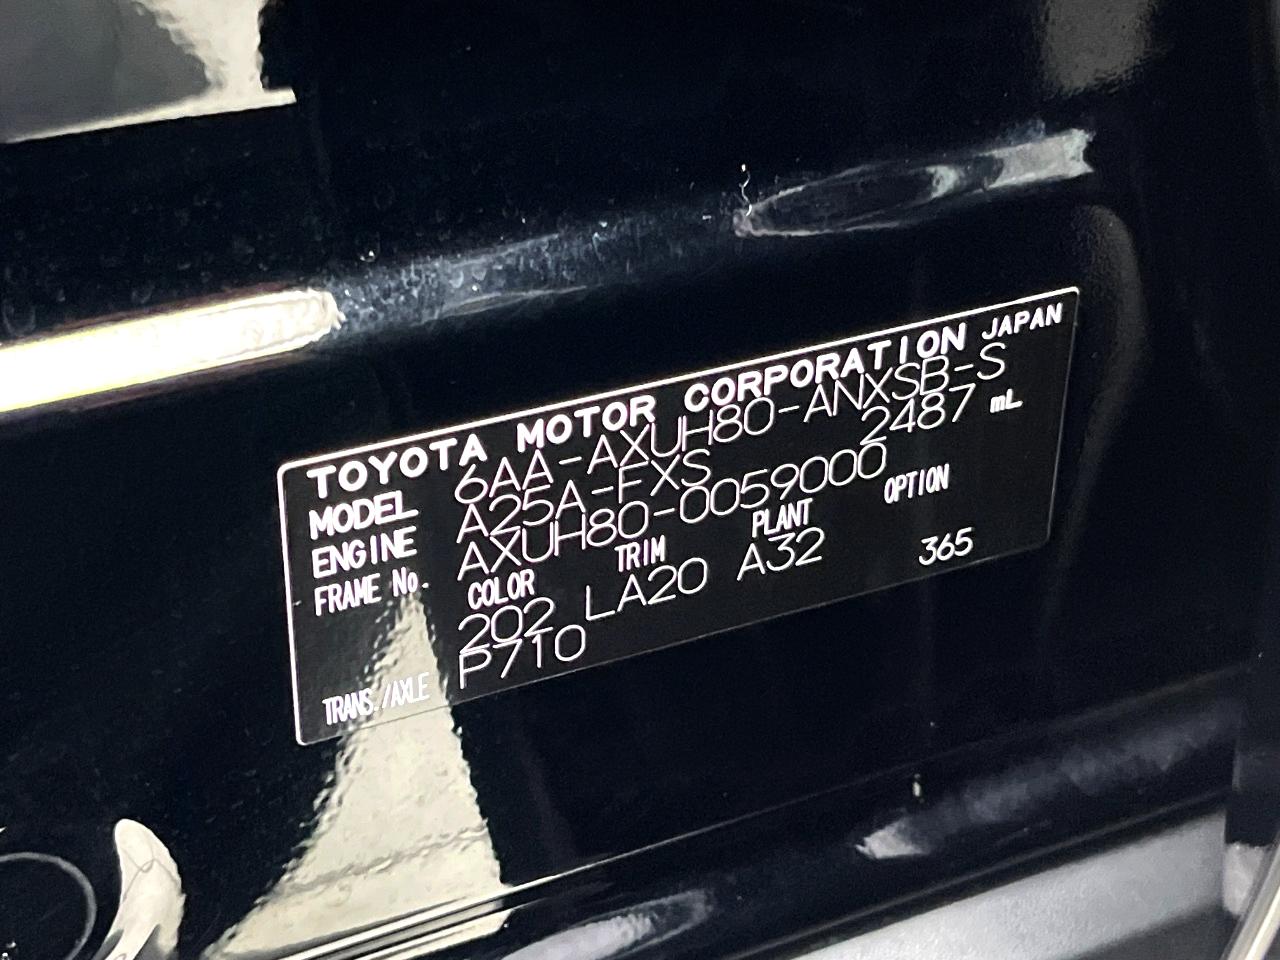 TOYOTA MOTOR CORPORATION JAPAN
MODEL 6AA-AXUH80-ANXSB-S
ENGINE A25A-FXS 2487 mL
FRAME No. AXUH80-0059000
COLOR TRIM PLANT OPTION
202 LA20 A32 365
TRANS./AXLE P710